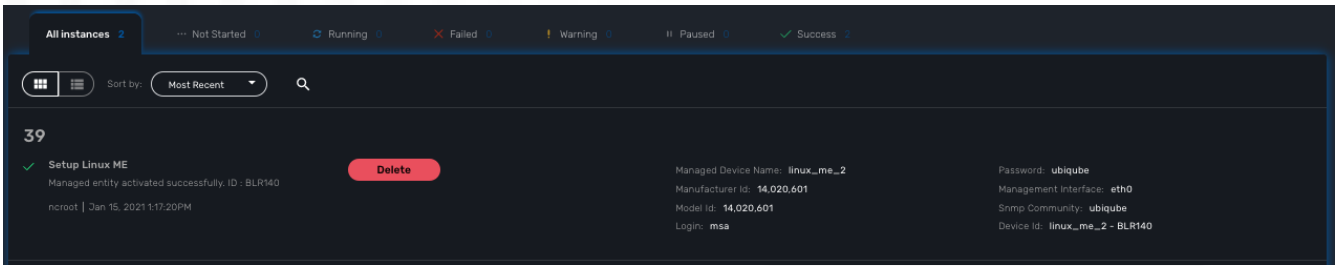 All instances 2 ··· Not Started 0 Running 0 Failed 0 Warning 0 Paused 0 Success 2
Sort by: Most Recent
39
Setup Linux ME
Managed entity activated successfully. ID : BLR140
ncroot | Jan 15, 2021 1:17:20PM
Delete
Managed Device Name: linux_me_2
Manufacturer Id: 14,020,601
Model Id: 14,020,601
Login: msa
Password: ubiqube
Management Interface: eth0
Snmp Community: ubiqube
Device Id: linux_me_2 - BLR140